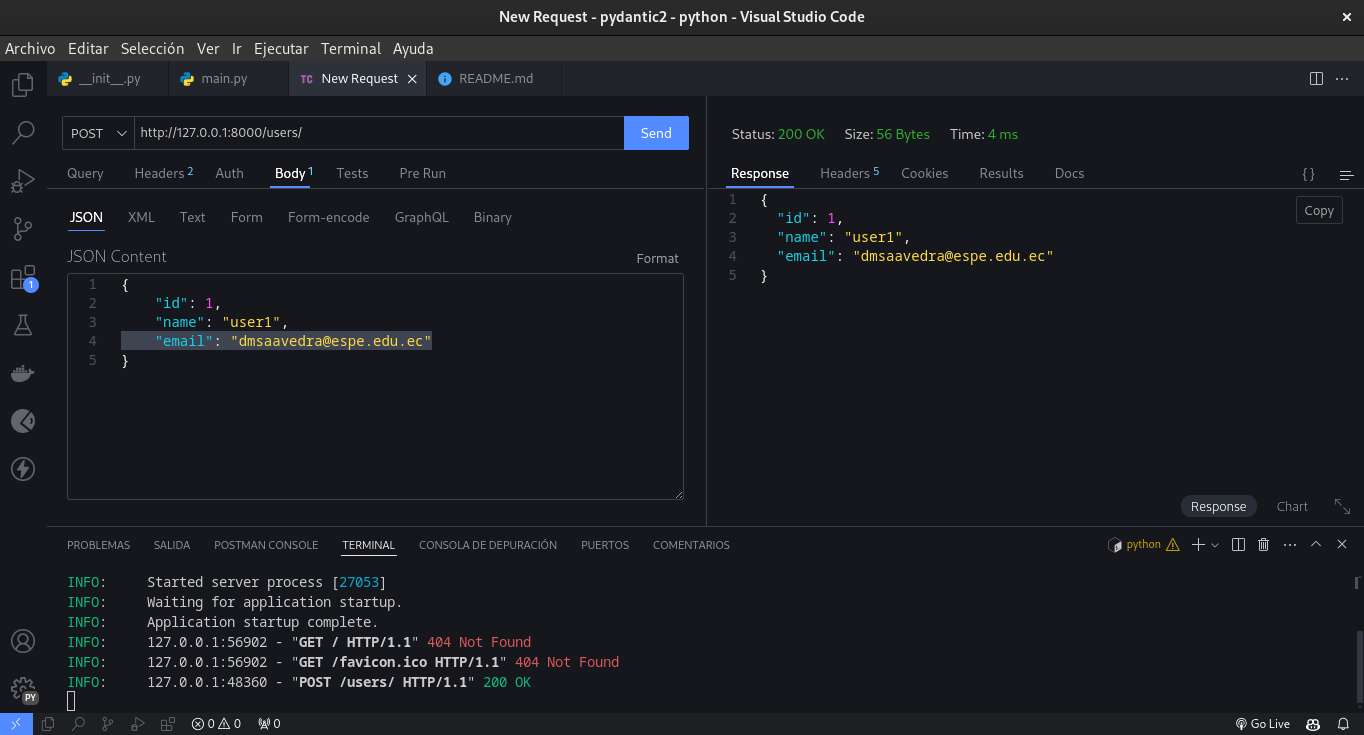 New Request - pydantic2 - python - Visual Studio Code
Archivo Editar Selección Ver Ir Ejecutar Terminal Ayuda
__init__.py main.py TC New Request README.md
POST http://127.0.0.1:8000/users/ Send
Query Headers 2 Auth Body 1 Tests Pre Run
JSON XML Text Form Form-encode GraphQL Binary
JSON Content Format
1 {
2 "id": 1,
3 "name": "user1",
4 "email": "dmsaavedra@espe.edu.ec"
5 }
Status: 200 OK Size: 56 Bytes Time: 4 ms
Response Headers 5 Cookies Results Docs { }
Copy
1 {
2 "id": 1,
3 "name": "user1",
4 "email": "dmsaavedra@espe.edu.ec"
5 }
Response Chart
1
PROBLEMAS SALIDA POSTMAN CONSOLE TERMINAL CONSOLA DE DEPURACIÓN PUERTOS COMENTARIOS python
INFO: Started server process [27053]
INFO: Waiting for application startup.
INFO: Application startup complete.
INFO: 127.0.0.1:56902 - "GET / HTTP/1.1" 404 Not Found
INFO: 127.0.0.1:56902 - "GET /favicon.ico HTTP/1.1" 404 Not Found
INFO: 127.0.0.1:48360 - "POST /users/ HTTP/1.1" 200 OK
PY
0 0 0 Go Live